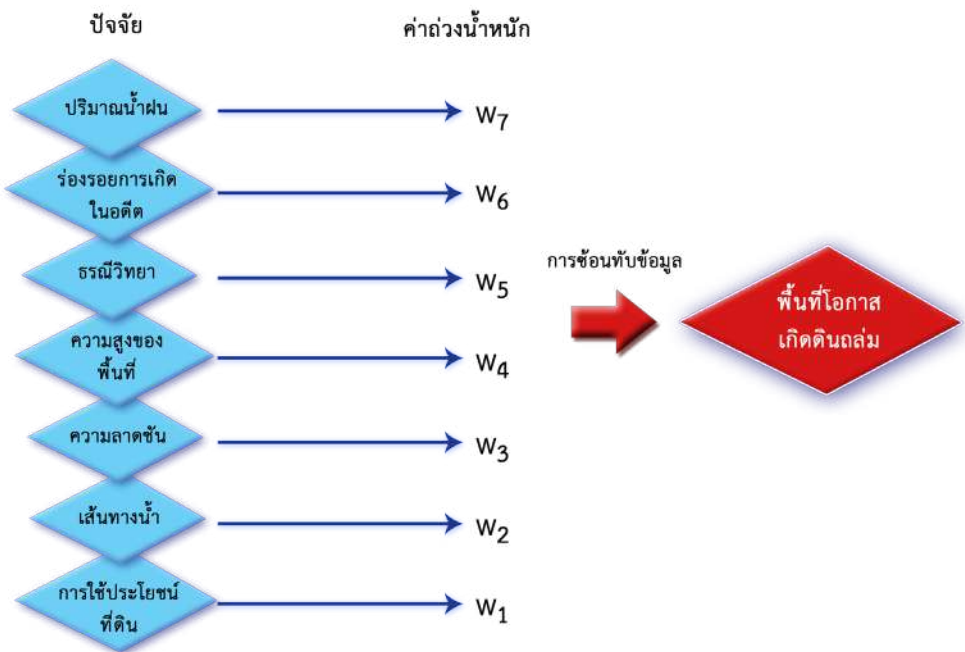 ปัจจัย
ค่าถ่วงน้ำหนัก
ปริมาณน้ำฝน
W7
ร่องรอยการเกิด
ในอดีต
W6
ธรณีวิทยา
W5
ความสูงของ
พื้นที่
W4
ความลาดชัน
W3
เส้นทางน้ำ
W2
การใช้ประโยชน์
ที่ดิน
W1
การซ้อนทับข้อมูล
พื้นที่โอกาส
เกิดดินถล่ม